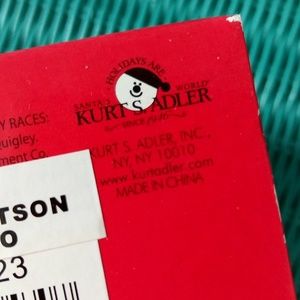 HOLIDAYS ARE
SANTA'S WORLD
KURT S. ADLER
SINCE 1946
Y RACES:
uigley.
ment Co
KURT S. ADLER, INC.,
NY, NY 10010
www.kurtadler.com
MADE IN CHINA
TSON
O
23